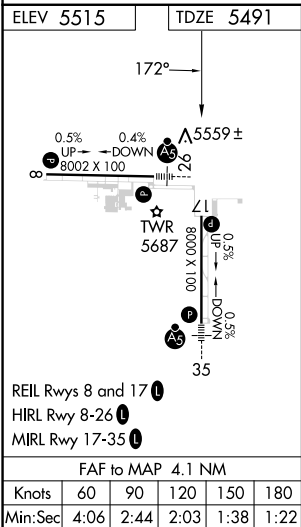 ELEV 5515
TDZE 5491
172°
0.5% UP
0.4% DOWN
A5
5559 ±
8002 X 100
P
8
26
P
TWR
5687
17
P
8000 X 100
0.5% UP
DOWN 0.5%
P
A5
35
REIL Rwys 8 and 17 L
HIRL Rwy 8-26 L
MIRL Rwy 17-35 L
FAF to MAP 4.1 NM
Knots 60 90 120 150 180
Min:Sec 4:06 2:44 2:03 1:38 1:22